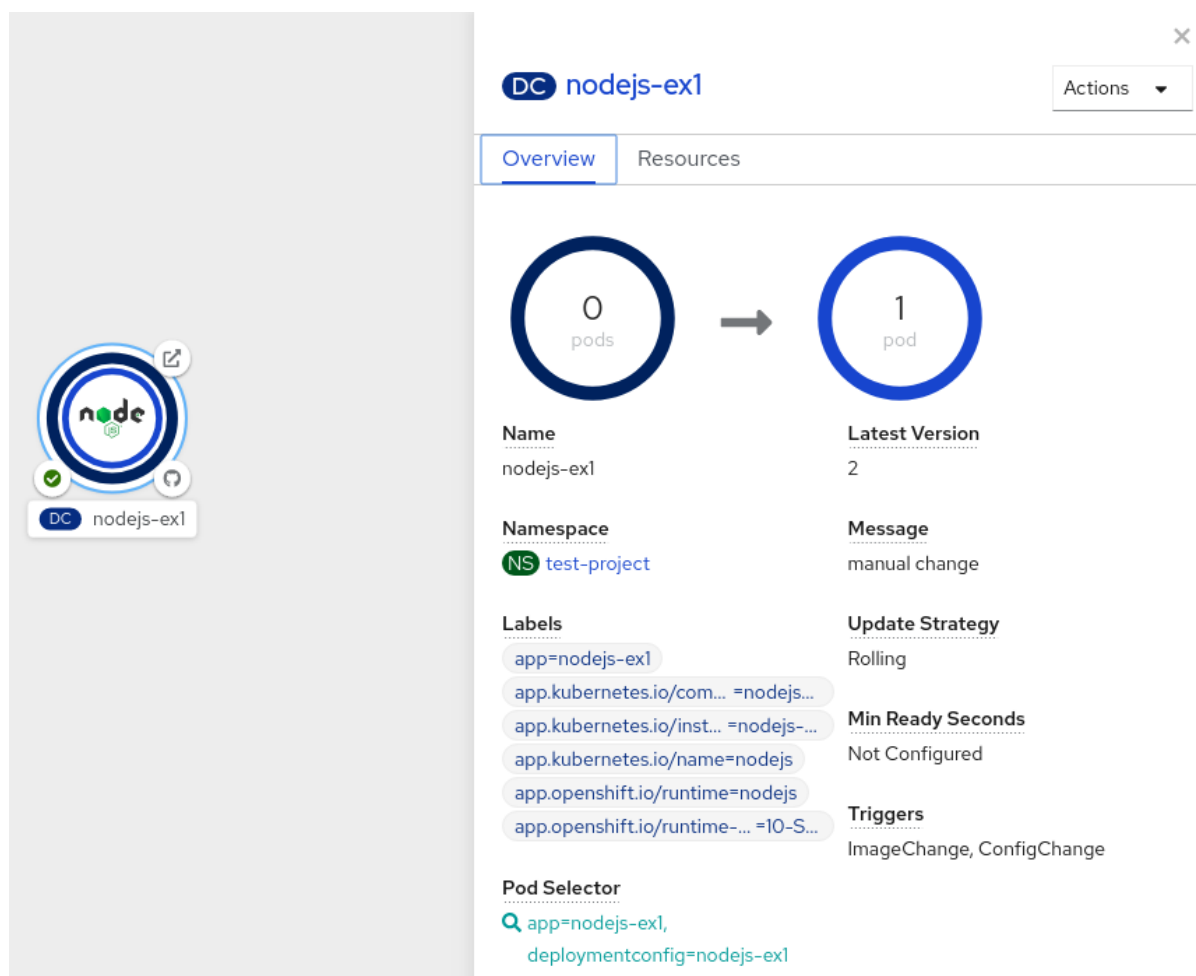 DC nodejs-ex1
Actions
Overview Resources
0
pods
1
pod
node
JS
DC nodejs-ex1
Name
nodejs-ex1
Latest Version
2
Namespace
NS test-project
Message
manual change
Labels
app=nodejs-ex1
app.kubernetes.io/com... =nodejs...
app.kubernetes.io/inst... =nodejs-...
app.kubernetes.io/name=nodejs
app.openshift.io/runtime=nodejs
app.openshift.io/runtime-... =10-S...
Update Strategy
Rolling
Min Ready Seconds
Not Configured
Triggers
ImageChange, ConfigChange
Pod Selector
app=nodejs-ex1,
deploymentconfig=nodejs-ex1